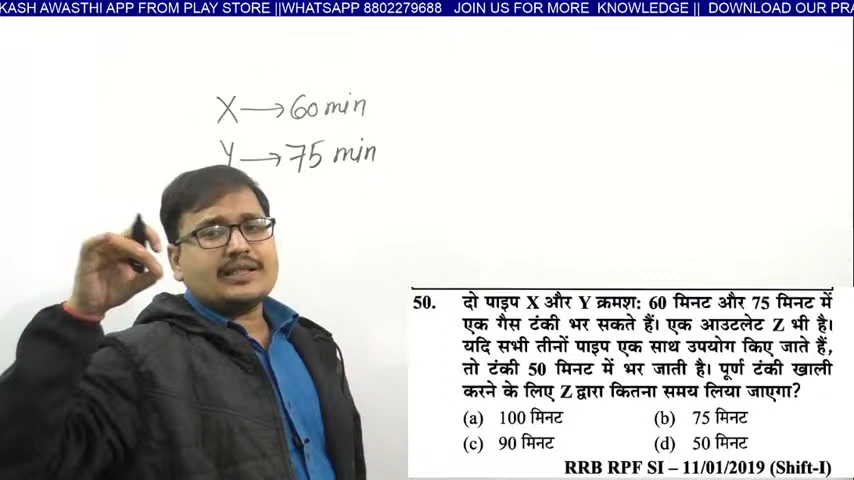 KASH AWASTHI APP FROM PLAY STORE ||WHATSAPP 8802279688 JOIN US FOR MORE KNOWLEDGE || DOWNLOAD OUR PRA
X → 60 min
Y → 75 min
50. दो पाइप X और Y क्रमश: 60 मिनट और 75 मिनट में
एक गैस टंकी भर सकते हैं। एक आउटलेट Z भी है।
यदि सभी तीनों पाइप एक साथ उपयोग किए जाते हैं,
तो टंकी 50 मिनट में भर जाती है। पूर्ण टंकी खाली
करने के लिए Z द्वारा कितना समय लिया जाएगा?
(a) 100 मिनट (b) 75 मिनट
(c) 90 मिनट (d) 50 मिनट
RRB RPF SI – 11/01/2019 (Shift-I)